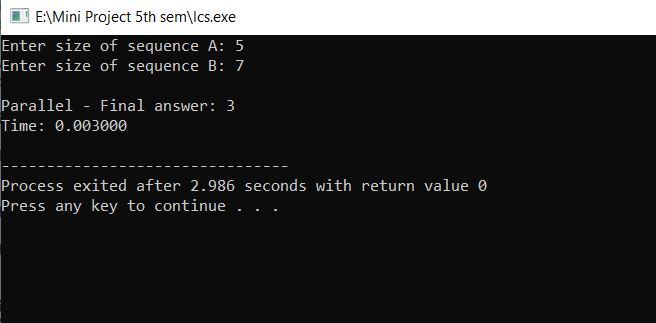 E:\Mini Project 5th sem\lcs.exe
Enter size of sequence A: 5
Enter size of sequence B: 7
Parallel - Final answer: 3
Time: 0.003000
--------------------------------
Process exited after 2.986 seconds with return value 0
Press any key to continue . . .